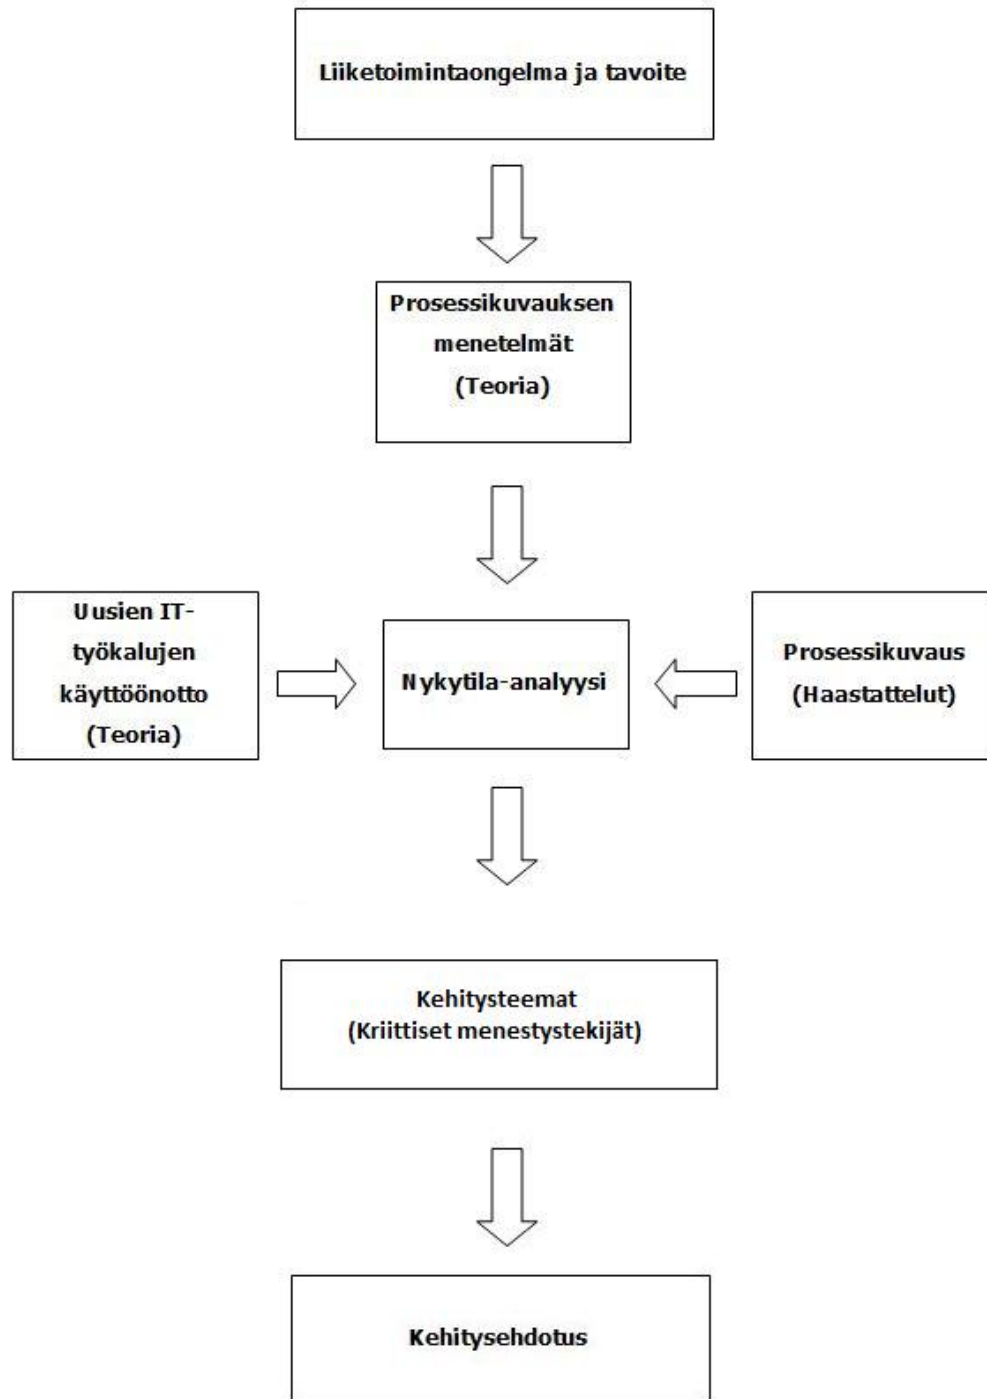 Liiketoimintaongelma ja tavoite
Prosessikuvauksen
menetelmät
(Teoria)
Uusien IT-
työkalujen
käyttöönotto
(Teoria)
Nykytila-analyysi
Prosessikuvaus
(Haastattelut)
Kehitysteemat
(Kriittiset menestystekijät)
Kehitysehdotus